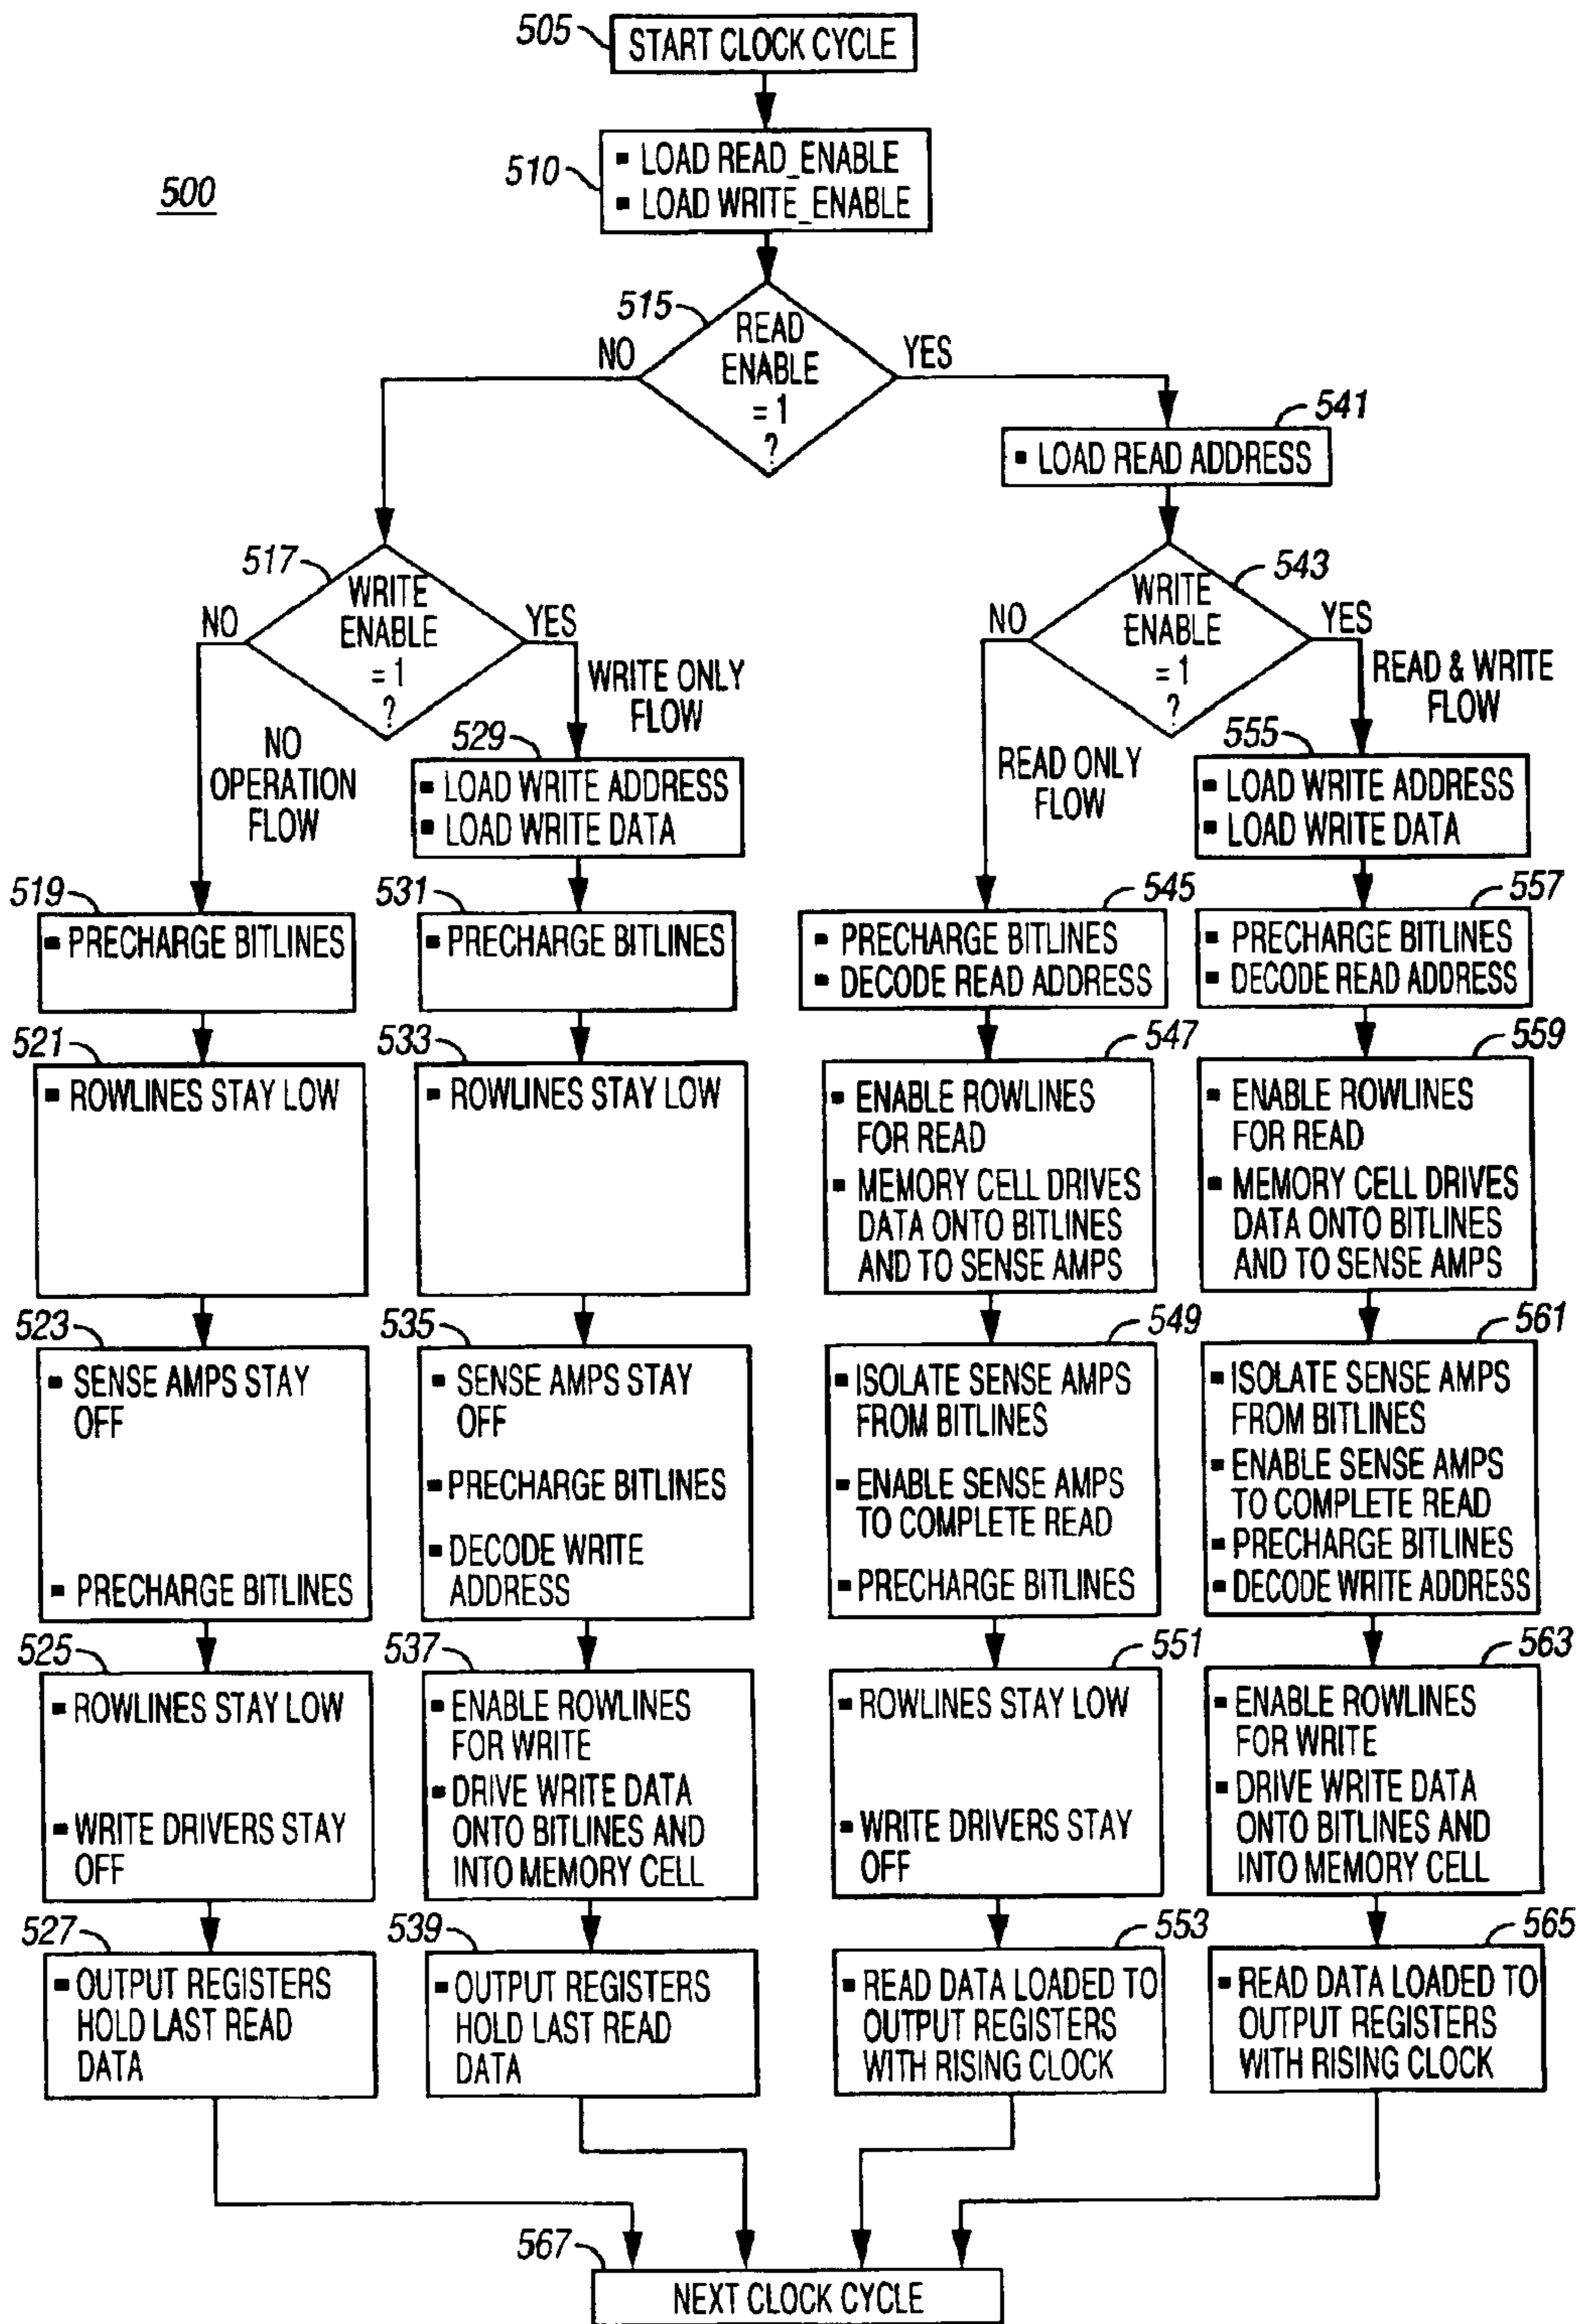 505
START CLOCK CYCLE
500
510
▪ LOAD READ_ENABLE
▪ LOAD WRITE_ENABLE
515
READ
ENABLE
= 1
?
NO
YES
541
▪ LOAD READ ADDRESS
517
WRITE
ENABLE
= 1
?
NO
YES
NO
OPERATION
FLOW
WRITE ONLY
FLOW
543
WRITE
ENABLE
= 1
?
NO
YES
READ ONLY
FLOW
READ & WRITE
FLOW
529
▪ LOAD WRITE ADDRESS
▪ LOAD WRITE DATA
555
▪ LOAD WRITE ADDRESS
▪ LOAD WRITE DATA
519
▪ PRECHARGE BITLINES
531
▪ PRECHARGE BITLINES
545
▪ PRECHARGE BITLINES
▪ DECODE READ ADDRESS
557
▪ PRECHARGE BITLINES
▪ DECODE READ ADDRESS
521
▪ ROWLINES STAY LOW
533
▪ ROWLINES STAY LOW
547
▪ ENABLE ROWLINES
FOR READ
▪ MEMORY CELL DRIVES
DATA ONTO BITLINES
AND TO SENSE AMPS
559
▪ ENABLE ROWLINES
FOR READ
▪ MEMORY CELL DRIVES
DATA ONTO BITLINES
AND TO SENSE AMPS
523
▪ SENSE AMPS STAY
OFF
▪ PRECHARGE BITLINES
535
▪ SENSE AMPS STAY
OFF
▪ PRECHARGE BITLINES
▪ DECODE WRITE
ADDRESS
549
▪ ISOLATE SENSE AMPS
FROM BITLINES
▪ ENABLE SENSE AMPS
TO COMPLETE READ
▪ PRECHARGE BITLINES
561
▪ ISOLATE SENSE AMPS
FROM BITLINES
▪ ENABLE SENSE AMPS
TO COMPLETE READ
▪ PRECHARGE BITLINES
▪ DECODE WRITE ADDRESS
525
▪ ROWLINES STAY LOW
▪ WRITE DRIVERS STAY
OFF
537
▪ ENABLE ROWLINES
FOR WRITE
▪ DRIVE WRITE DATA
ONTO BITLINES AND
INTO MEMORY CELL
551
▪ ROWLINES STAY LOW
▪ WRITE DRIVERS STAY
OFF
563
▪ ENABLE ROWLINES
FOR WRITE
▪ DRIVE WRITE DATA
ONTO BITLINES AND
INTO MEMORY CELL
527
▪ OUTPUT REGISTERS
HOLD LAST READ
DATA
539
▪ OUTPUT REGISTERS
HOLD LAST READ
DATA
553
▪ READ DATA LOADED TO
OUTPUT REGISTERS
WITH RISING CLOCK
565
▪ READ DATA LOADED TO
OUTPUT REGISTERS
WITH RISING CLOCK
567
NEXT CLOCK CYCLE